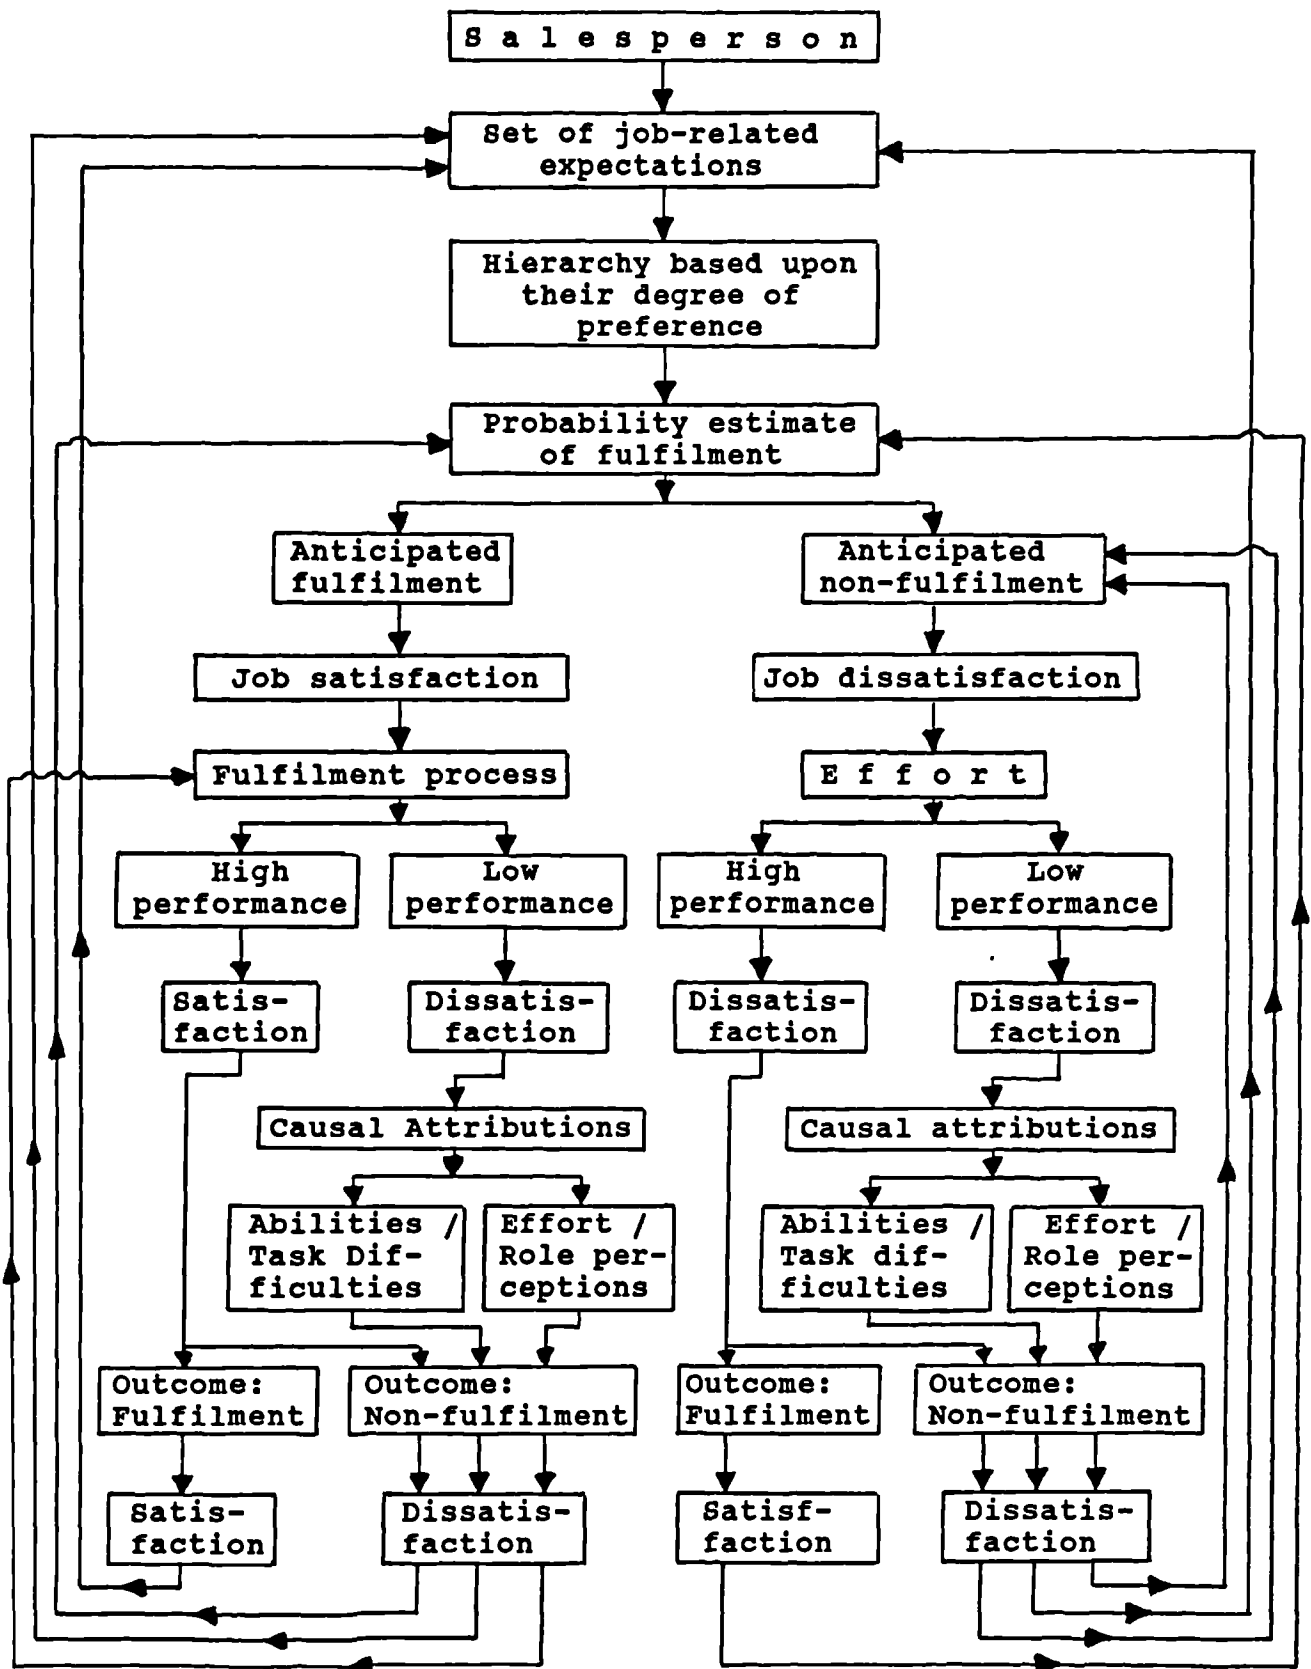 S a l e s p e r s o n
Set of job-related
expectations
Hierarchy based upon
their degree of
preference
Probability estimate
of fulfilment
Anticipated
fulfilment
Anticipated
non-fulfilment
Job satisfaction
Job dissatisfaction
Fulfilment process
E f f o r t
High
performance
Low
performance
High
performance
Low
performance
Satis-
faction
Dissatis-
faction
Dissatis-
faction
Dissatis-
faction
Causal Attributions
Causal attributions
Abilities /
Task Dif-
ficulties
Effort /
Role per-
ceptions
Abilities /
Task dif-
ficulties
Effort /
Role per-
ceptions
Outcome:
Fulfilment
Outcome:
Non-fulfilment
Outcome:
Fulfilment
Outcome:
Non-fulfilment
Satis-
faction
Dissatis-
faction
Satisf-
faction
Dissatis-
faction